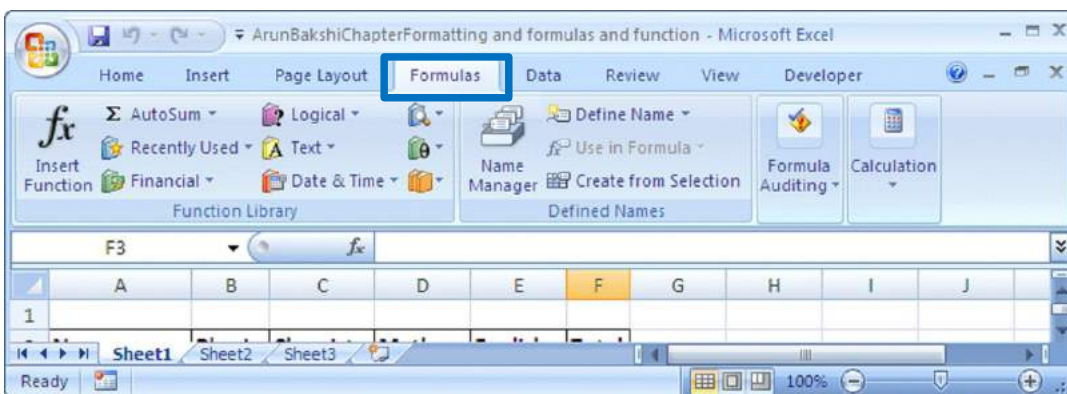 ArunBakshiChapterFormatting and formulas and function - Microsoft Excel
Home Insert Page Layout Formulas Data Review View Developer
fx Insert Function
Σ AutoSum
Recently Used
Financial
Logical
Text
Date & Time
θ
Function Library
Name Manager
Define Name
Use in Formula
Create from Selection
Defined Names
Formula Auditing
Calculation
F3 fx
A B C D E F G H I J
1
Sheet1 Sheet2 Sheet3
Ready 100%